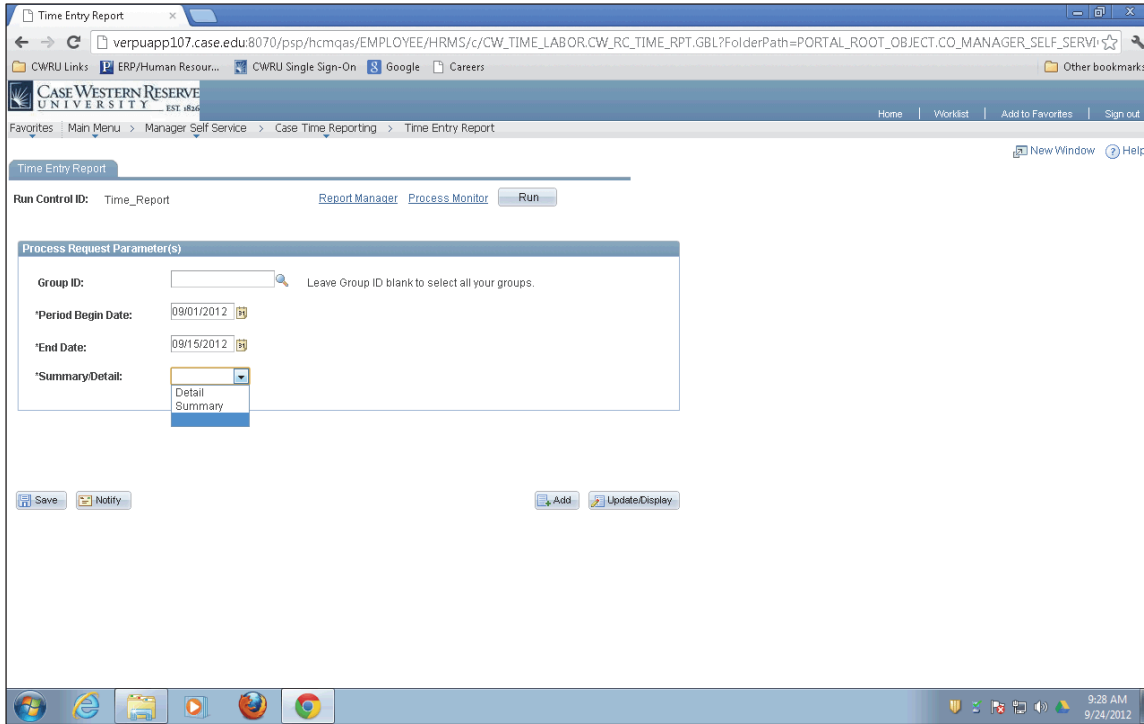 Time Entry Report
verpuapp107.case.edu:8070/psp/hcmqas/EMPLOYEE/HRMS/c/CW_TIME_LABOR.CW_RC_TIME_RPT.GBL?FolderPath=PORTAL_ROOT_OBJECT.CO_MANAGER_SELF_SERVI
CWRU Links ERP/Human Resour... CWRU Single Sign-On Google Careers Other bookmarks
CASE WESTERN RESERVE
UNIVERSITY EST. 1826
Home | Worklist | Add to Favorites | Sign out
Favorites Main Menu > Manager Self Service > Case Time Reporting > Time Entry Report
New Window Help
Time Entry Report
Run Control ID: Time_Report Report Manager Process Monitor Run
Process Request Parameter(s)
Group ID: Leave Group ID blank to select all your groups.
*Period Begin Date: 09/01/2012
*End Date: 09/15/2012
*Summary/Detail:
Detail
Summary
Save Notify Add Update/Display
9:28 AM
9/24/2012